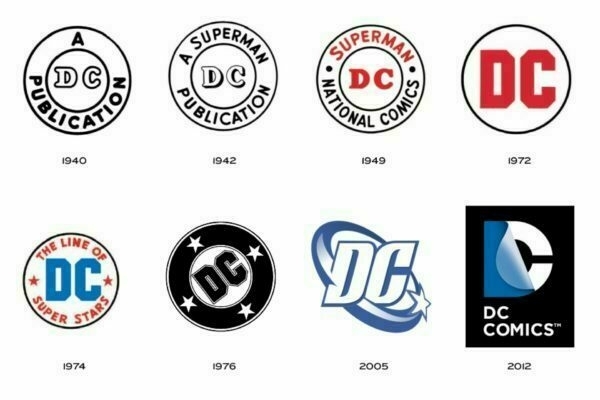 A
DC
PUBLICATION
1940
A SUPERMAN
DC
PUBLICATION
1942
SUPERMAN
DC
NATIONAL COMICS
1949
DC
1972
THE LINE OF
DC
SUPER STARS
1974
DC
1976
DC
2005
DC
COMICS™
2012